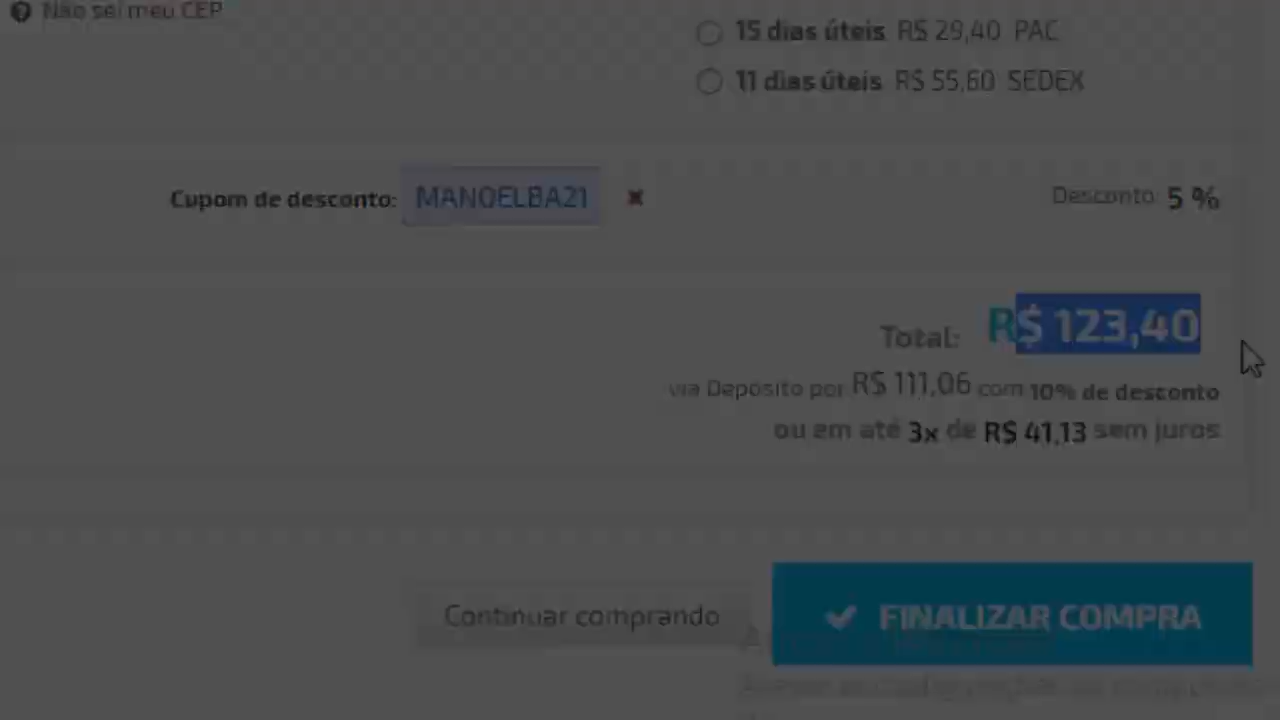 Não sei meu CEP
15 dias úteis R$ 29,40 PAC
11 dias úteis R$ 55,60 SEDEX
Cupom de desconto: MANOELBA21 ✖ Desconto: 5 %
Total: R$ 123,40
via Depósito por R$ 111,06 com 10% de desconto
ou em até 3x de R$ 41,13 sem juros
Continuar comprando
✔ FINALIZAR COMPRA